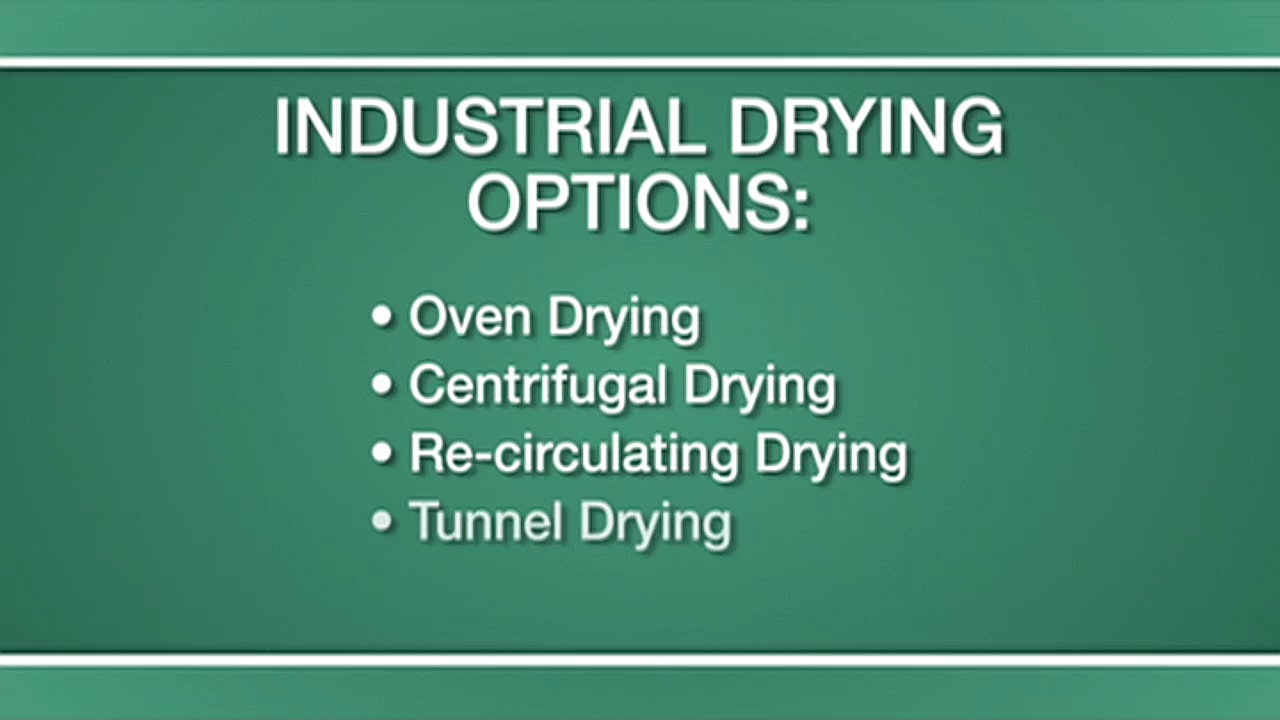 INDUSTRIAL DRYING
OPTIONS:
• Oven Drying
• Centrifugal Drying
• Re-circulating Drying
• Tunnel Drying